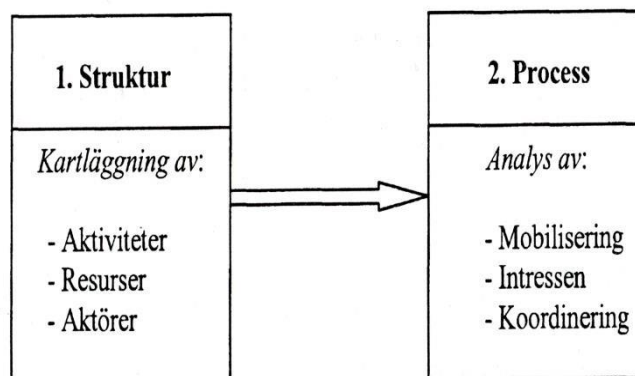 1. Struktur
Kartläggning av:
- Aktiviteter
- Resurser
- Aktörer
2. Process
Analys av:
- Mobilisering
- Intressen
- Koordinering